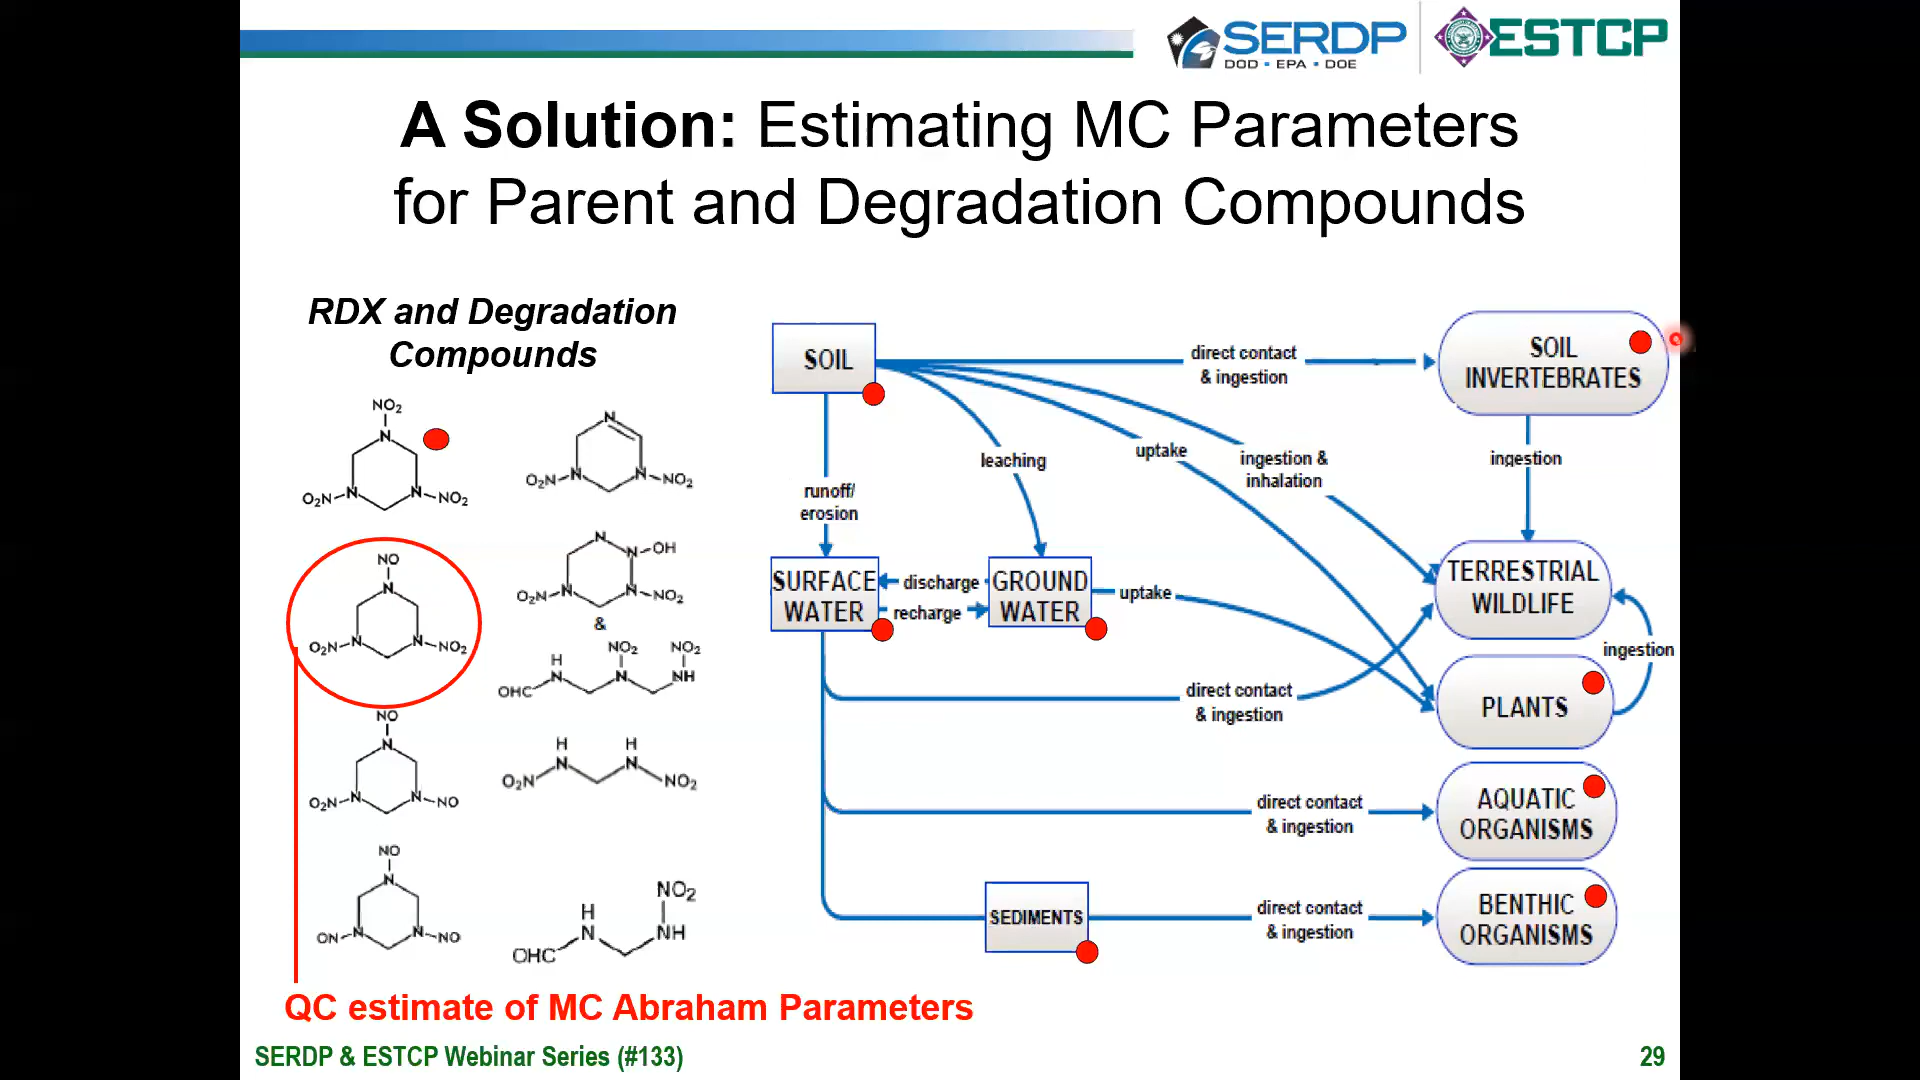 SERDP
DOD • EPA • DOE
ESTCP
A Solution: Estimating MC Parameters
for Parent and Degradation Compounds
RDX and Degradation
Compounds
NO2
N
O2N
N
N
NO2
N
O2N
N
N
NO2
NO
N
O2N
N
N
NO2
N
N
OH
O2N
N
N
NO2
&
H
N
OHC
NO2
N
NO2
NH
NO
N
O2N
N
N
NO
H
N
H
N
O2N
NO2
NO
N
ON
N
N
NO
NO2
H
N
NH
OHC
SOIL
direct contact
& ingestion
SOIL
INVERTEBRATES
runoff/
erosion
leaching
uptake
ingestion &
inhalation
ingestion
SURFACE
WATER
discharge
recharge
GROUND
WATER
uptake
TERRESTRIAL
WILDLIFE
ingestion
direct contact
& ingestion
PLANTS
direct contact
& ingestion
AQUATIC
ORGANISMS
SEDIMENTS
direct contact
& ingestion
BENTHIC
ORGANISMS
QC estimate of MC Abraham Parameters
SERDP & ESTCP Webinar Series (#133)
29